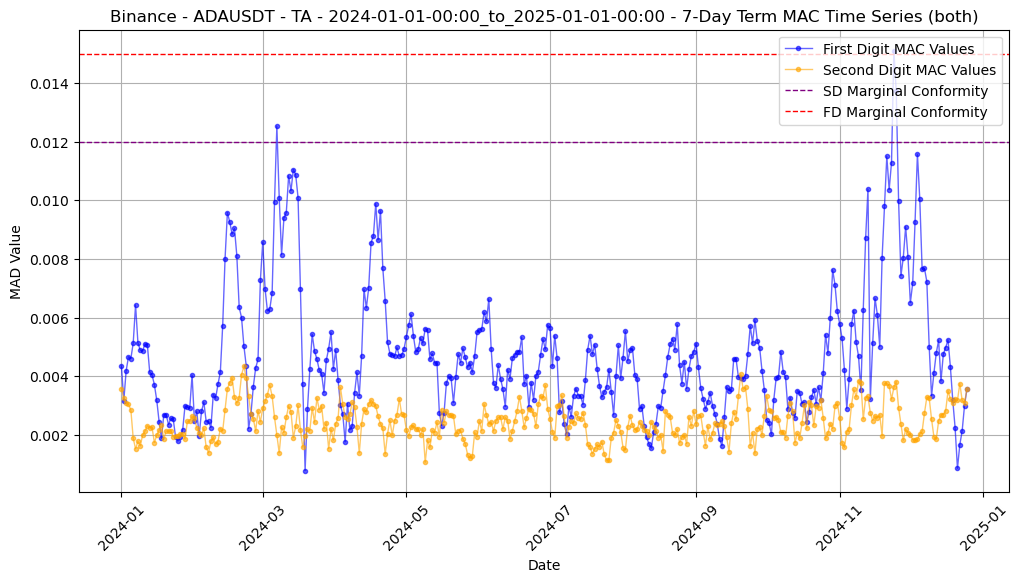 Binance - ADAUSDT - TA - 2024-01-01-00:00_to_2025-01-01-00:00 - 7-Day Term MAC Time Series (both)
First Digit MAC Values
Second Digit MAC Values
SD Marginal Conformity
FD Marginal Conformity
MAD Value
0.014
0.012
0.010
0.008
0.006
0.004
0.002
2024-01
2024-03
2024-05
2024-07
2024-09
2024-11
2025-01
Date